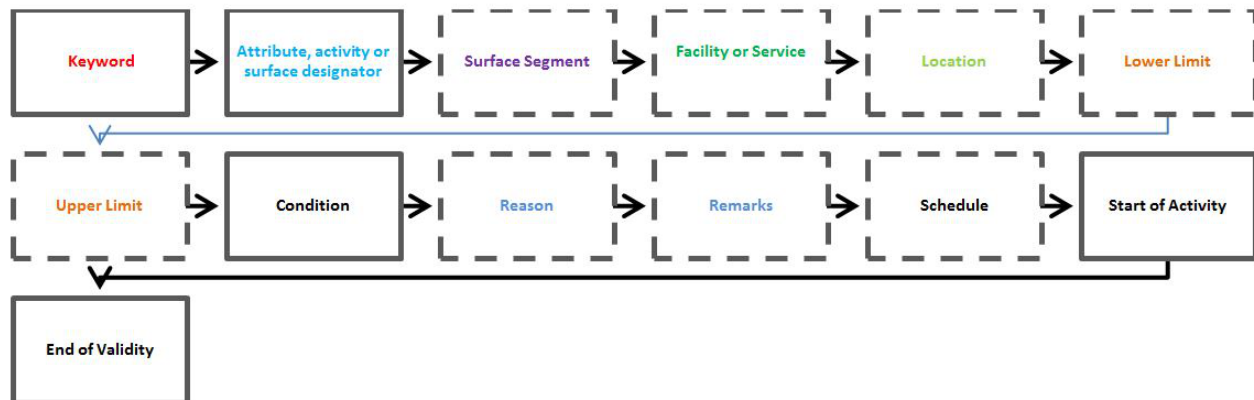 Keyword
Attribute, activity or
surface designator
Surface Segment
Facility or Service
Location
Lower Limit
Upper Limit
Condition
Reason
Remarks
Schedule
Start of Activity
End of Validity